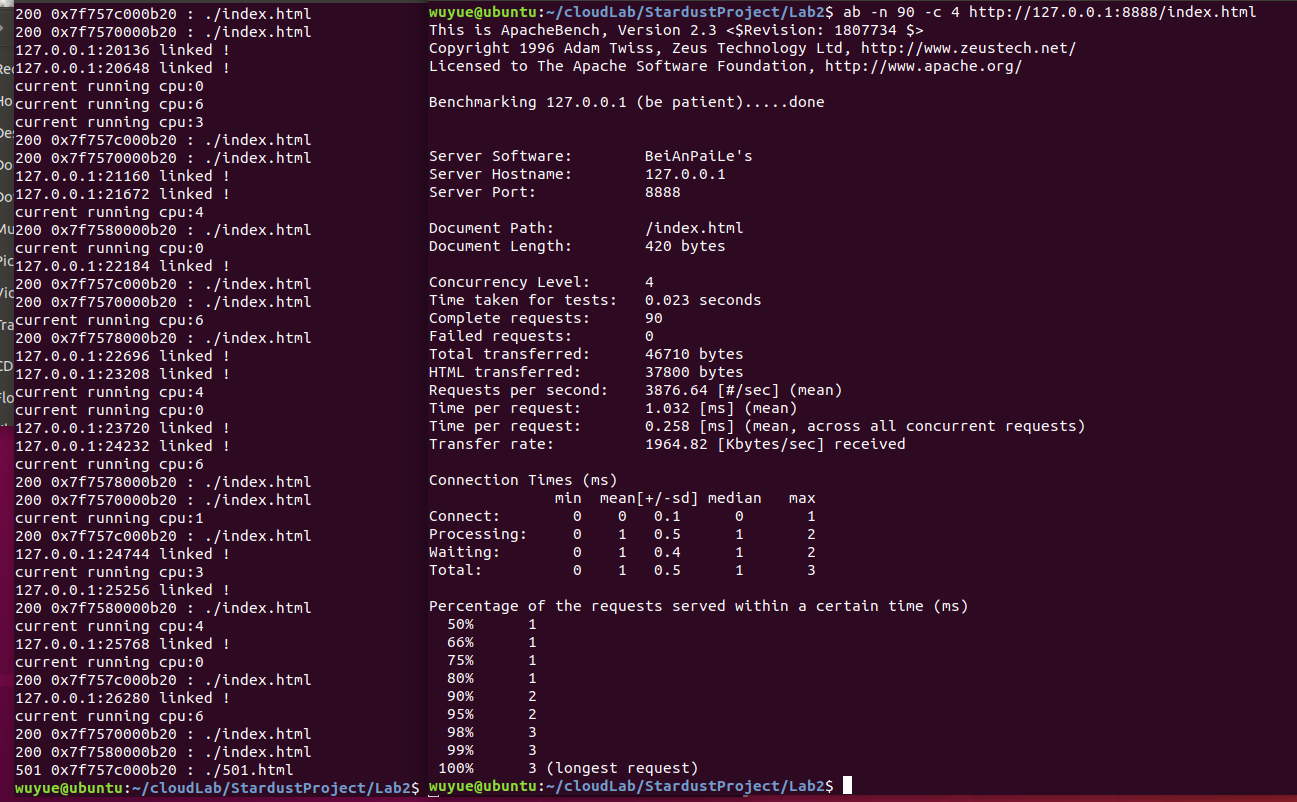 200 0x7f757c000b20 : ./index.html
200 0x7f7570000b20 : ./index.html
127.0.0.1:20136 linked !
127.0.0.1:20648 linked !
current running cpu:0
current running cpu:6
current running cpu:3
200 0x7f757c000b20 : ./index.html
200 0x7f7570000b20 : ./index.html
127.0.0.1:21160 linked !
127.0.0.1:21672 linked !
current running cpu:4
200 0x7f7580000b20 : ./index.html
current running cpu:0
127.0.0.1:22184 linked !
200 0x7f757c000b20 : ./index.html
200 0x7f7570000b20 : ./index.html
current running cpu:6
200 0x7f7578000b20 : ./index.html
127.0.0.1:22696 linked !
127.0.0.1:23208 linked !
current running cpu:4
current running cpu:0
127.0.0.1:23720 linked !
127.0.0.1:24232 linked !
current running cpu:6
200 0x7f7578000b20 : ./index.html
200 0x7f7570000b20 : ./index.html
current running cpu:1
200 0x7f757c000b20 : ./index.html
127.0.0.1:24744 linked !
current running cpu:3
127.0.0.1:25256 linked !
200 0x7f7580000b20 : ./index.html
current running cpu:4
127.0.0.1:25768 linked !
current running cpu:0
200 0x7f757c000b20 : ./index.html
127.0.0.1:26280 linked !
current running cpu:6
200 0x7f7570000b20 : ./index.html
200 0x7f7580000b20 : ./index.html
501 0x7f757c000b20 : ./501.html
wuyue@ubuntu:~/cloudLab/StardustProject/Lab2$
wuyue@ubuntu:~/cloudLab/StardustProject/Lab2$ ab -n 90 -c 4 http://127.0.0.1:8888/index.html
This is ApacheBench, Version 2.3 <$Revision: 1807734 $>
Copyright 1996 Adam Twiss, Zeus Technology Ltd, http://www.zeustech.net/
Licensed to The Apache Software Foundation, http://www.apache.org/
Benchmarking 127.0.0.1 (be patient).....done
Server Software: BeiAnPaiLe's
Server Hostname: 127.0.0.1
Server Port: 8888
Document Path: /index.html
Document Length: 420 bytes
Concurrency Level: 4
Time taken for tests: 0.023 seconds
Complete requests: 90
Failed requests: 0
Total transferred: 46710 bytes
HTML transferred: 37800 bytes
Requests per second: 3876.64 [#/sec] (mean)
Time per request: 1.032 [ms] (mean)
Time per request: 0.258 [ms] (mean, across all concurrent requests)
Transfer rate: 1964.82 [Kbytes/sec] received
Connection Times (ms)
min mean[+/-sd] median max
Connect: 0 0 0.1 0 1
Processing: 0 1 0.5 1 2
Waiting: 0 1 0.4 1 2
Total: 0 1 0.5 1 3
Percentage of the requests served within a certain time (ms)
50% 1
66% 1
75% 1
80% 1
90% 2
95% 2
98% 3
99% 3
100% 3 (longest request)
wuyue@ubuntu:~/cloudLab/StardustProject/Lab2$